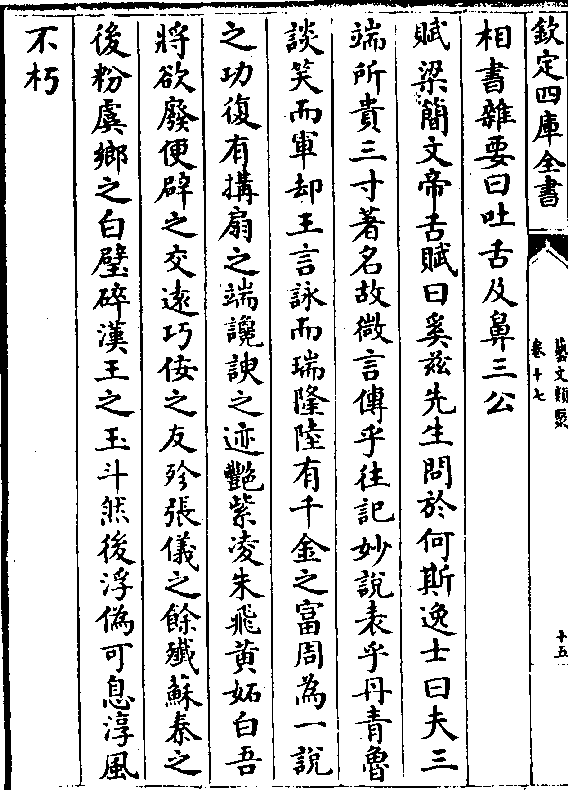 欽定四庫全書
藝文類聚
卷十七
十五
相書雜要曰吐舌及鼻三公
賦梁簡文帝舌賦曰奚玆先生問於何斯逸士曰夫三
端所貴三寸著名故微言傳乎往記妙說表乎丹青魯
談笑而軍却王言詠而瑞隆陸有千金之富周為一說
之功復有搆扇之端讒諛之迹艷紫凌朱飛黃妬白吾
將欲廢便辟之交遠巧佞之友殄張儀之餘殲蘇秦之
後粉虞鄉之白璧碎漢王之玉斗然後浮偽可息淳風
不朽